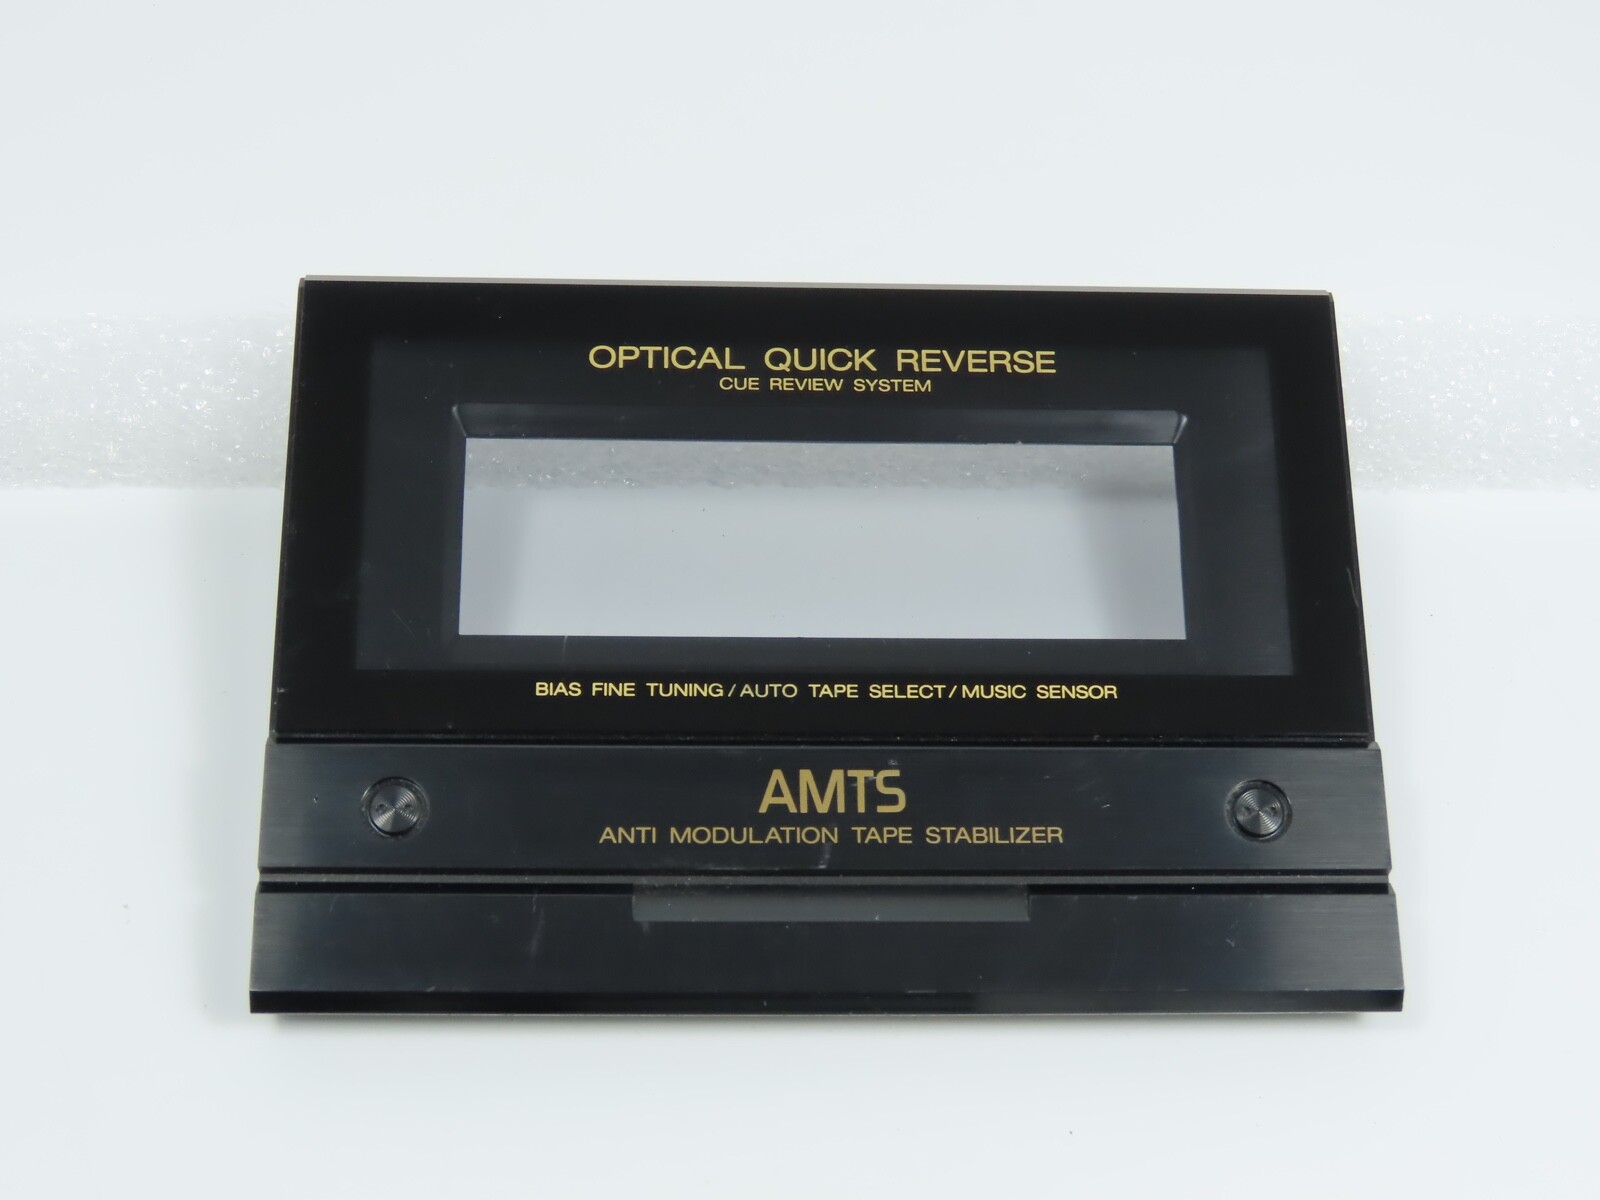 OPTICAL QUICK REVERSE
CUE REVIEW SYSTEM
BIAS FINE TUNING/AUTO TAPE SELECT/MUSIC SENSOR
AMTS
ANTI MODULATION TAPE STABILIZER